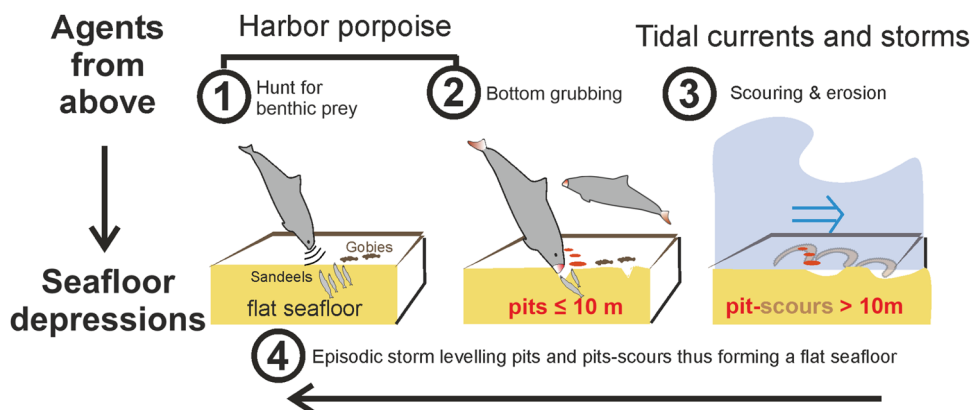 Agents
from
above
Seafloor
depressions
Harbor porpoise
1
Hunt for
benthic prey
2
Bottom grubbing
Tidal currents and storms
3
Scouring & erosion
Gobies
Sandeels
flat seafloor
pits ≤ 10 m
pit-scours > 10m
4
Episodic storm levelling pits and pits-scours thus forming a flat seafloor